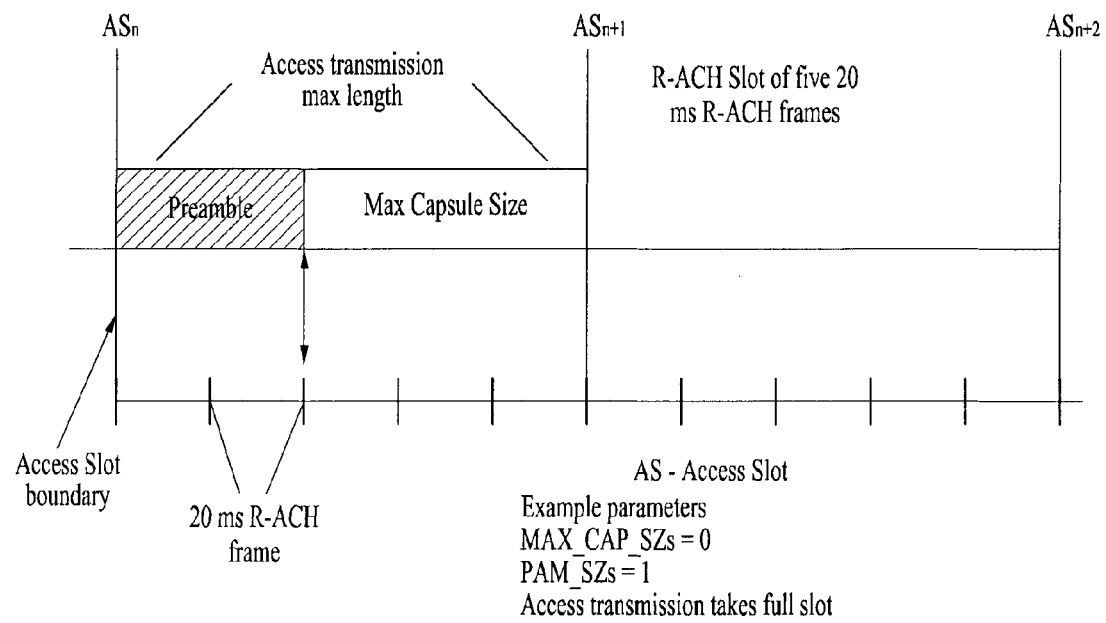 ASn
ASn+1
ASn+2
Access transmission
max length
R-ACH Slot of five 20
ms R-ACH frames
Preamble
Max Capsule Size
Access Slot
boundary
20 ms R-ACH
frame
AS - Access Slot
Example parameters
MAX_CAP_SZs = 0
PAM_SZs = 1
Access transmission takes full slot